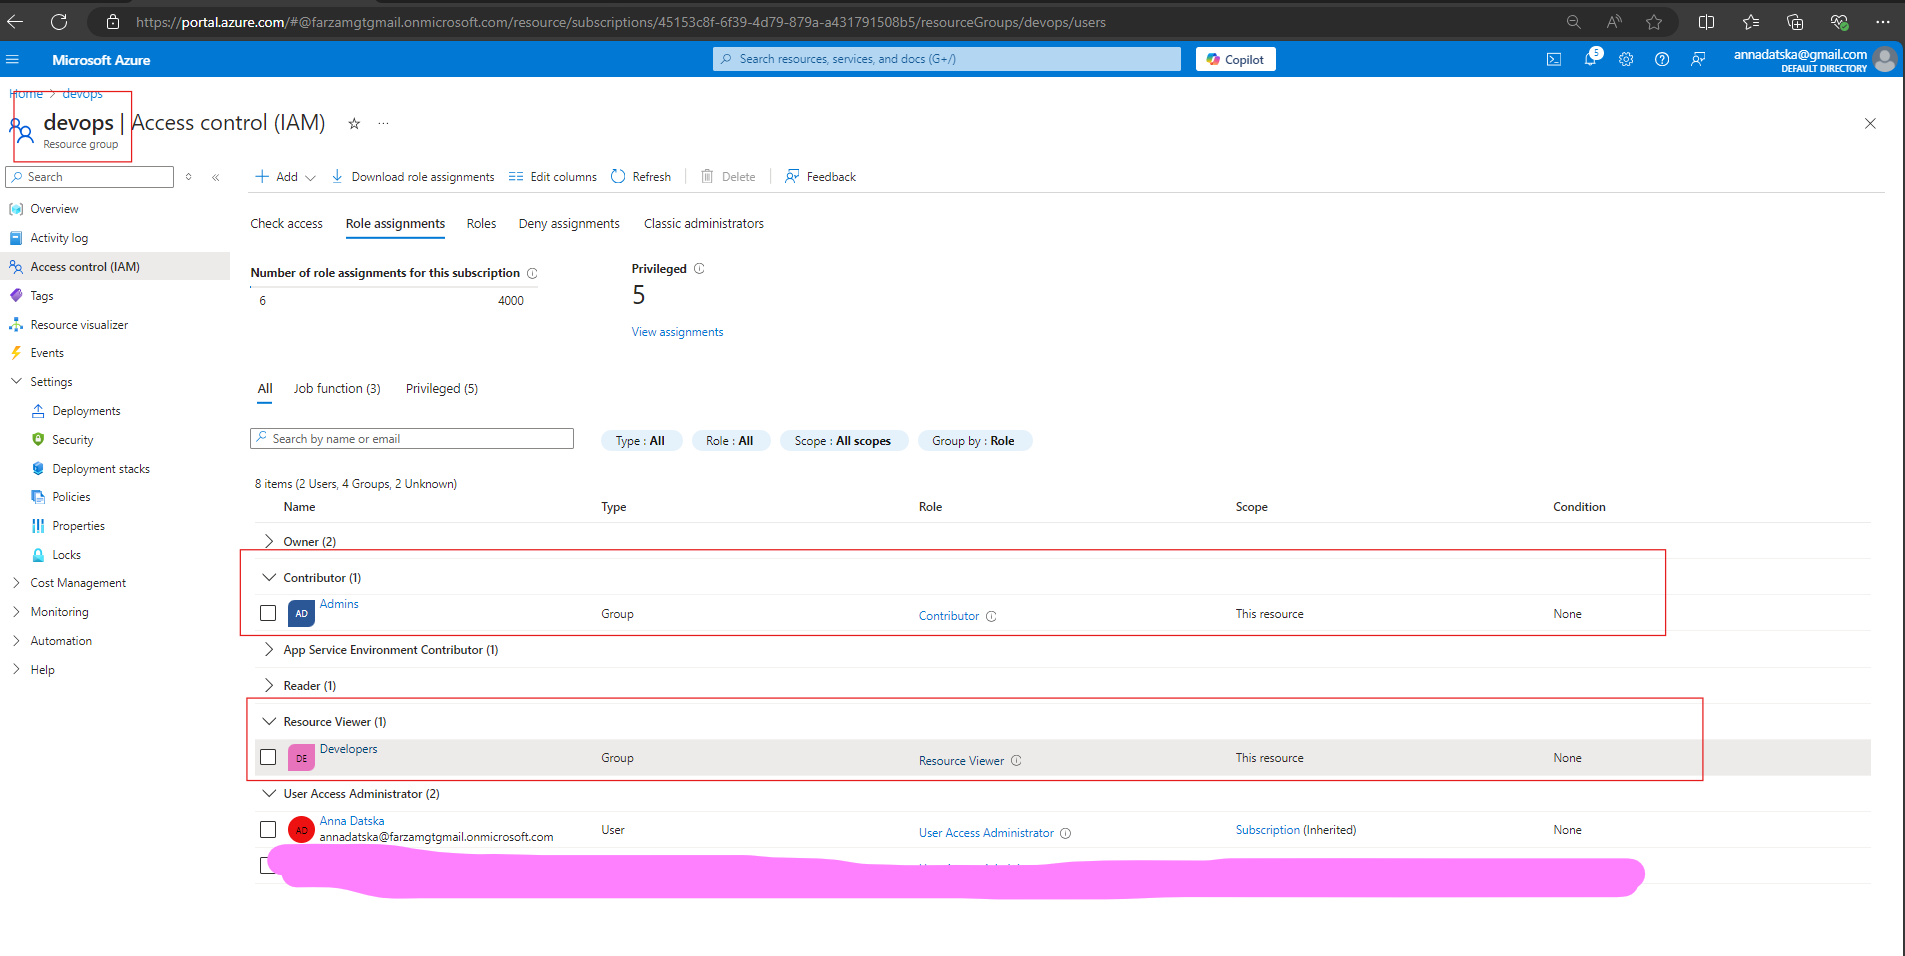 https://portal.azure.com/#@farzamgtgmail.onmicrosoft.com/resource/subscriptions/45153c8f-6f39-4d79-879a-a431791508b5/resourceGroups/devops/users
Microsoft Azure
Search resources, services, and docs (G+/)
Copilot
5
annadatska@gmail.com
DEFAULT DIRECTORY
Home > devops
devops | Access control (IAM)
Resource group
Search
Add
Download role assignments
Edit columns
Refresh
Delete
Feedback
Overview
Activity log
Access control (IAM)
Tags
Resource visualizer
Events
Settings
Deployments
Security
Deployment stacks
Policies
Properties
Locks
Cost Management
Monitoring
Automation
Help
Check access Role assignments Roles Deny assignments Classic administrators
Number of role assignments for this subscription
6 4000
Privileged
5
View assignments
All Job function (3) Privileged (5)
Search by name or email
Type : All
Role : All
Scope : All scopes
Group by : Role
8 items (2 Users, 4 Groups, 2 Unknown)
Name Type Role Scope Condition
Owner (2)
Contributor (1)
AD Admins Group Contributor This resource None
App Service Environment Contributor (1)
Reader (1)
Resource Viewer (1)
DE Developers Group Resource Viewer This resource None
User Access Administrator (2)
AD Anna Datska User User Access Administrator Subscription (Inherited) None
annadatska@farzamgtgmail.onmicrosoft.com